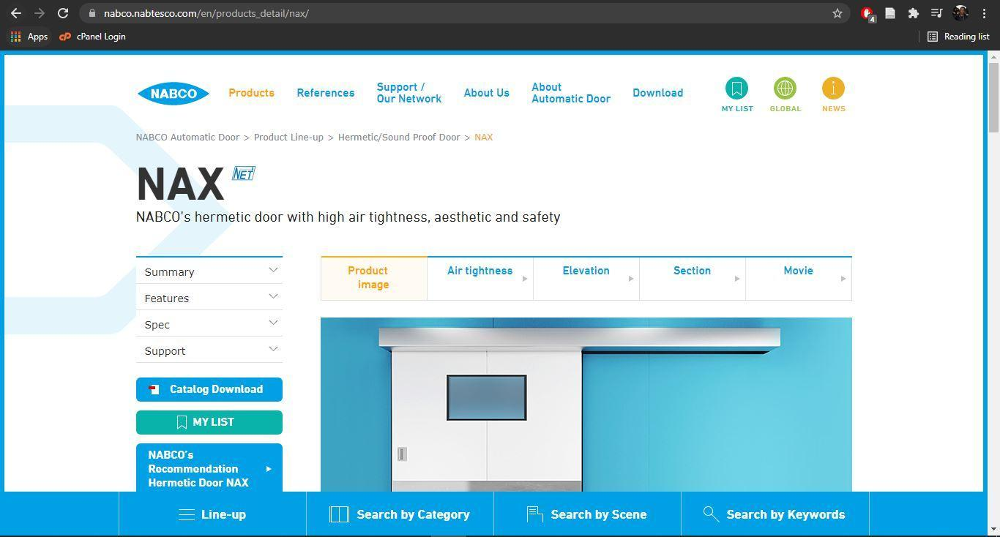 nabco.nabtesco.com/en/products_detail/nax/
4
Apps
cPanel Login
Reading list
NABCO
Products
References
Support /
Our Network
About Us
About
Automatic Door
Download
MY LIST
GLOBAL
NEWS
NABCO Automatic Door > Product Line-up > Hermetic/Sound Proof Door > NAX
NAX NET
NABCO's hermetic door with high air tightness, aesthetic and safety
Summary
Features
Spec
Support
Catalog Download
MY LIST
NABCO's
Recommendation
Hermetic Door NAX
Product
image
Air tightness
Elevation
Section
Movie
Line-up
Search by Category
Search by Scene
Search by Keywords